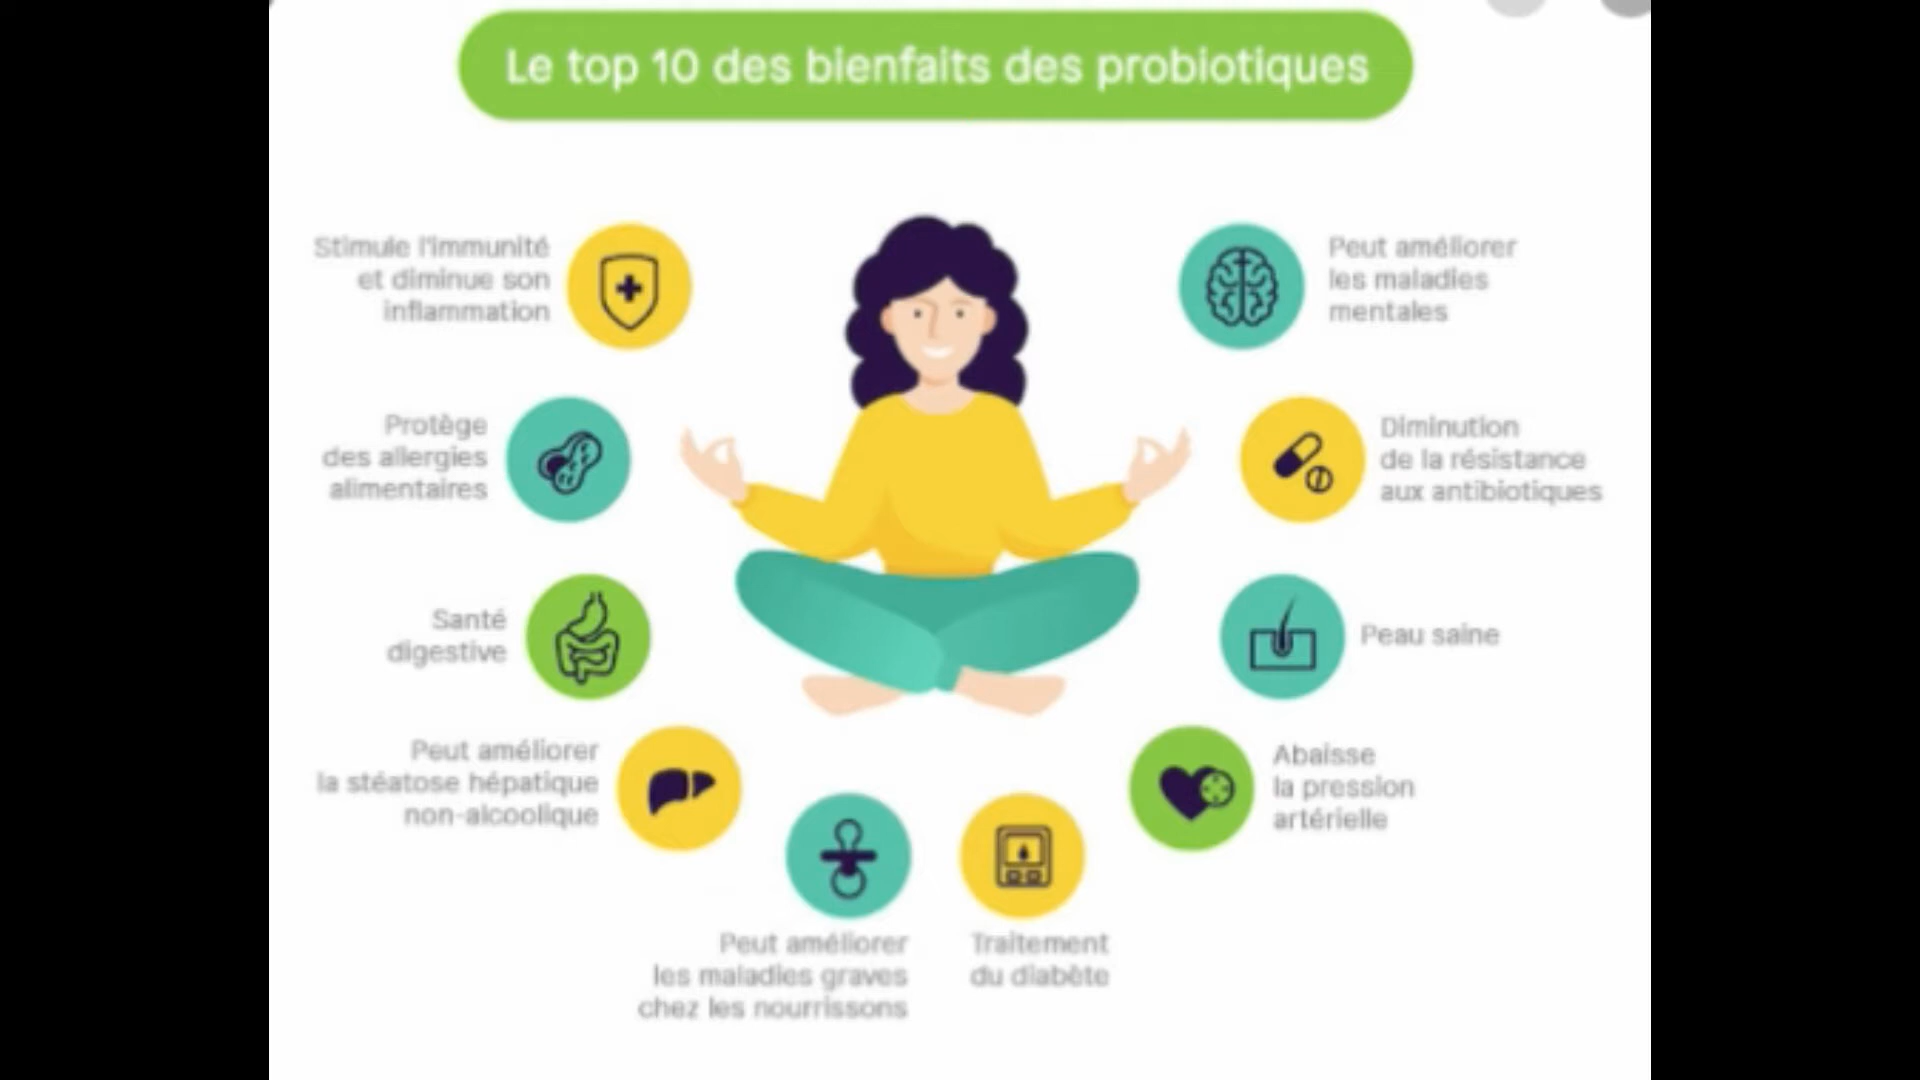 Le top 10 des bienfaits des probiotiques
Stimule l'immunité
et diminue son
inflammation
Protège
des allergies
alimentaires
Santé
digestive
Peut améliorer
la stéatose hépatique
non-alcoolique
Peut améliorer
les maladies graves
chez les nourrissons
Traitement
du diabète
Abaisse
la pression
artérielle
Peau saine
Diminution
de la résistance
aux antibiotiques
Peut améliorer
les maladies
mentales